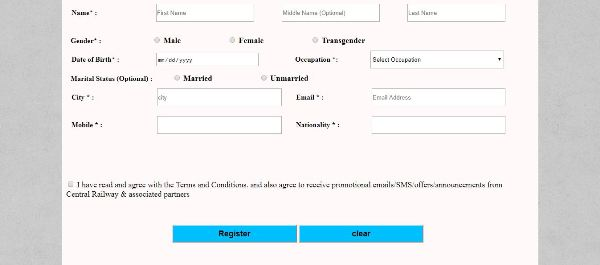 Name* : First Name Middle Name (Optional) Last Name
Gender* : Male Female Transgender
Date of Birth* : mm/dd/yyyy Occupation *: Select Occupation
Marital Status (Optional) : Married Unmarried
City * : city Email * : Email Address
Mobile * : Nationality * :
I have read and agree with the Terms and Conditions. and also agree to receive promotional emails/SMS/offers/announcements from
Central Railway & associated partners
Register clear